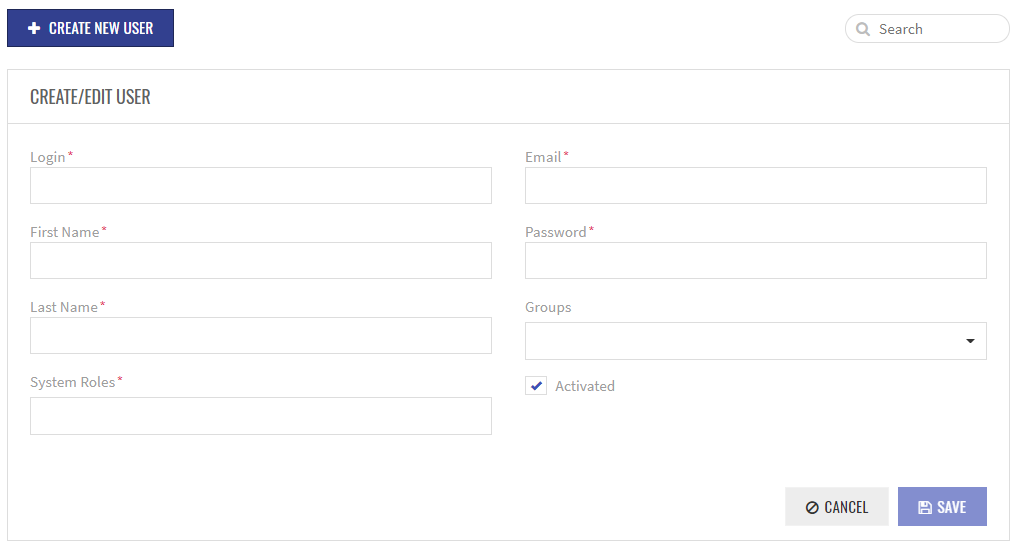 CREATE NEW USER
Search
CREATE/EDIT USER
Login*
Email*
First Name*
Password*
Last Name*
Groups
System Roles*
Activated
CANCEL
SAVE